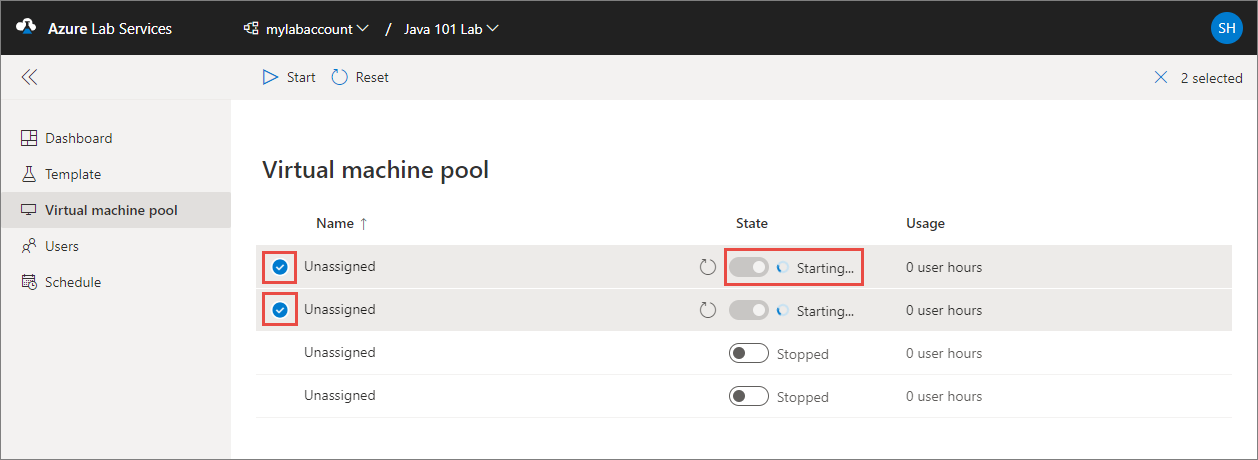 Azure Lab Services mylabaccount / Java 101 Lab SH
Start Reset 2 selected
Dashboard
Template
Virtual machine pool
Users
Schedule
Virtual machine pool
Name ↑ State Usage
Unassigned Starting... 0 user hours
Unassigned Starting... 0 user hours
Unassigned Stopped 0 user hours
Unassigned Stopped 0 user hours